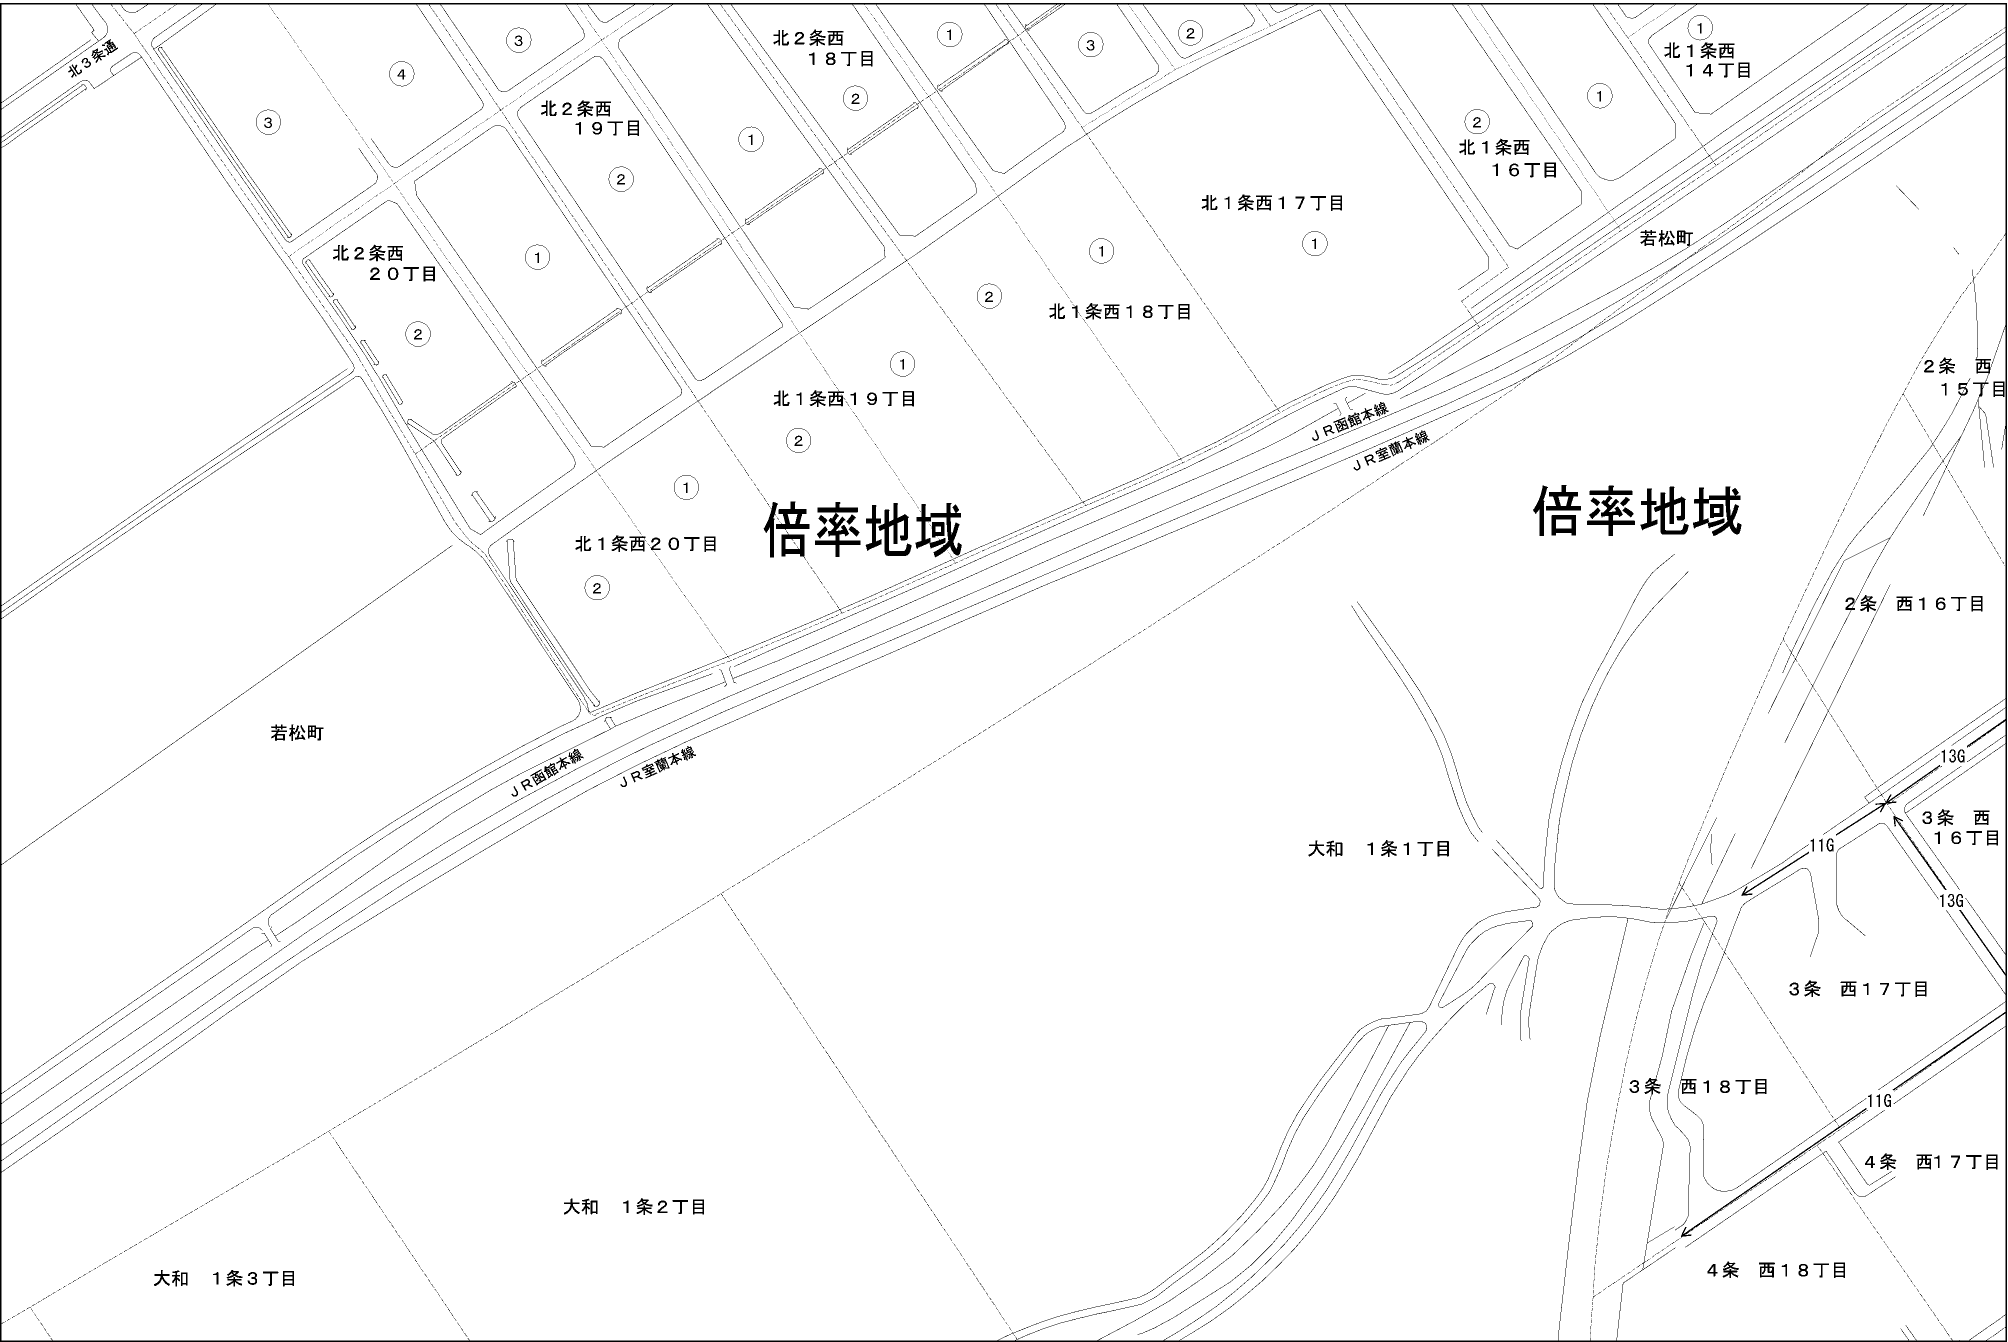 北３条通
③
④
③
北２条西
１８丁目
①
②
③
②
①
北１条西
１４丁目
北２条西
１９丁目
①
②
②
北１条西
１６丁目
①
北２条西
２０丁目
①
②
北１条西１７丁目
①
若松町
①
②
北１条西１８丁目
①
北１条西１９丁目
②
２条　西
１５丁目
ＪＲ函館本線
ＪＲ室蘭本線
①
倍率地域
倍率地域
北１条西２０丁目
②
２条　西１６丁目
若松町
ＪＲ函館本線
ＪＲ室蘭本線
13G
３条　西
１６丁目
11G
大和　１条１丁目
13G
３条　西１７丁目
３条　西１８丁目
11G
４条　西１７丁目
大和　１条２丁目
大和　１条３丁目
４条　西１８丁目